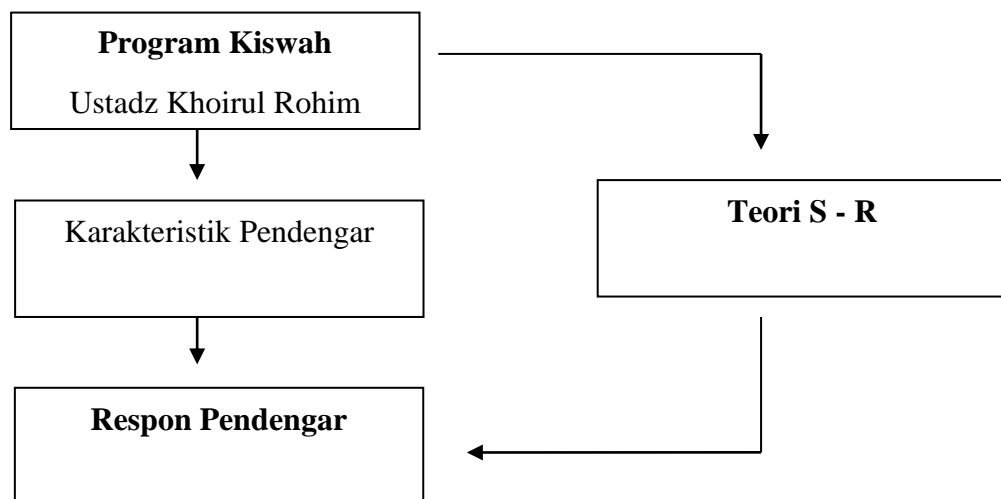 Program Kiswah
Ustadz Khoirul Rohim
Karakteristik Pendengar
Teori S - R
Respon Pendengar